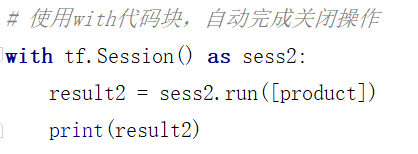 # 使用with代码块，自动完成关闭操作
with tf.Session() as sess2:
    result2 = sess2.run([product])
    print(result2)